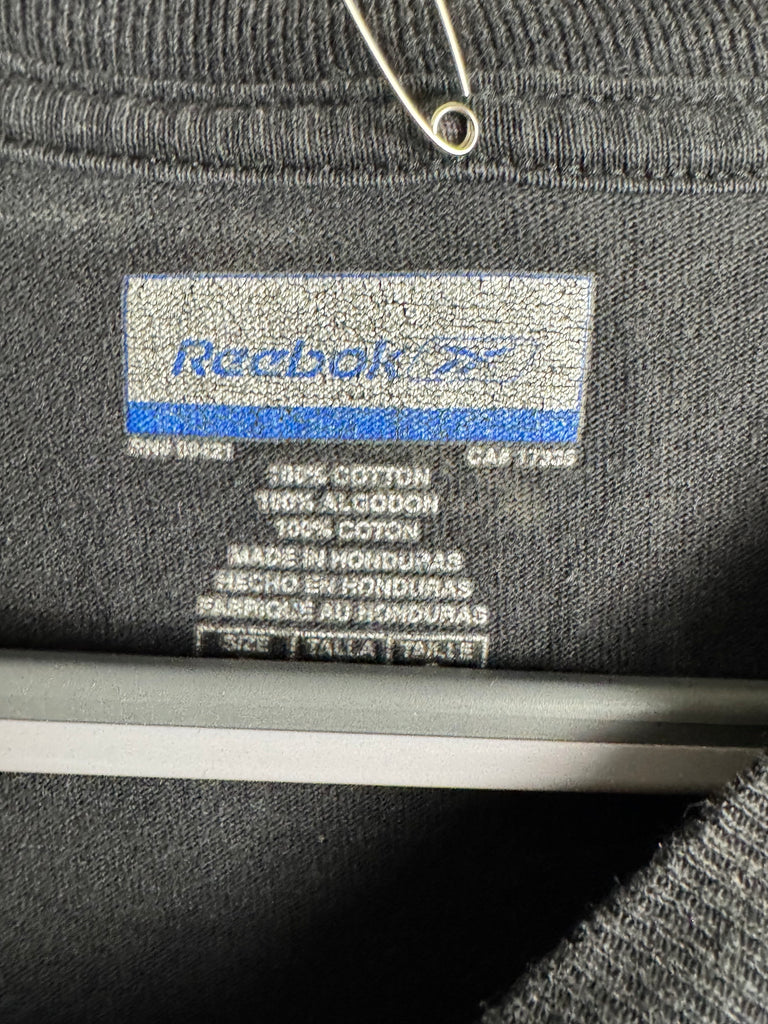 Reebok
100% COTTON
100% ALGODON
100% COTON
MADE IN HONDURAS
HECHO EN HONDURAS
FABRIQUE AU HONDURAS
SIZE TALLA TAILLE